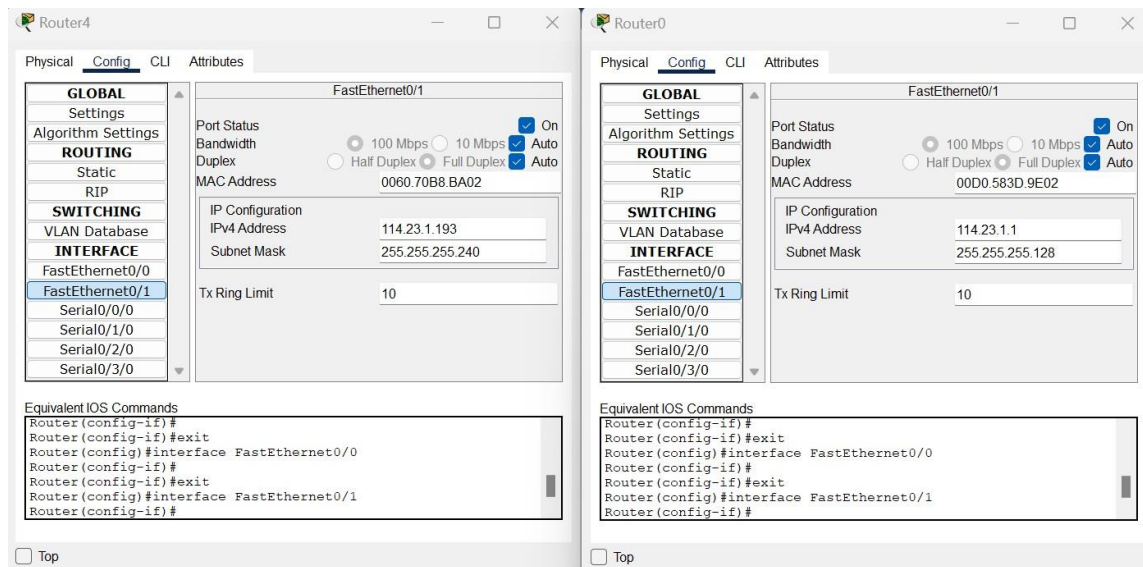 Router4
Physical Config CLI Attributes
GLOBAL
Settings
Algorithm Settings
ROUTING
Static
RIP
SWITCHING
VLAN Database
INTERFACE
FastEthernet0/0
FastEthernet0/1
Serial0/0/0
Serial0/1/0
Serial0/2/0
Serial0/3/0
FastEthernet0/1
Port Status On
Bandwidth 100 Mbps 10 Mbps Auto
Duplex Half Duplex Full Duplex Auto
MAC Address 0060.70B8.BA02
IP Configuration
IPv4 Address 114.23.1.193
Subnet Mask 255.255.255.240
Tx Ring Limit 10
Equivalent IOS Commands
Router(config-if)#
Router(config-if)#exit
Router(config)#interface FastEthernet0/0
Router(config-if)#
Router(config-if)#exit
Router(config)#interface FastEthernet0/1
Router(config-if)#
Top
Router0
Physical Config CLI Attributes
GLOBAL
Settings
Algorithm Settings
ROUTING
Static
RIP
SWITCHING
VLAN Database
INTERFACE
FastEthernet0/0
FastEthernet0/1
Serial0/0/0
Serial0/1/0
Serial0/2/0
Serial0/3/0
FastEthernet0/1
Port Status On
Bandwidth 100 Mbps 10 Mbps Auto
Duplex Half Duplex Full Duplex Auto
MAC Address 00D0.583D.9E02
IP Configuration
IPv4 Address 114.23.1.1
Subnet Mask 255.255.255.128
Tx Ring Limit 10
Equivalent IOS Commands
Router(config-if)#
Router(config-if)#exit
Router(config)#interface FastEthernet0/0
Router(config-if)#
Router(config-if)#exit
Router(config)#interface FastEthernet0/1
Router(config-if)#
Top